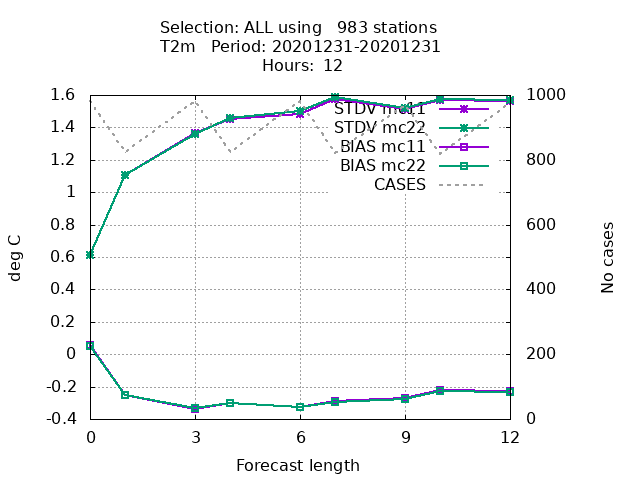 Selection: ALL using   983 stations
T2m   Period: 20201231-20201231
Hours:  12
1.6
1.4
1.2
1
0.8
0.6
0.4
0.2
0
-0.2
-0.4
deg C
1000
800
600
400
200
0
No cases
STDV mc11
STDV mc22
BIAS mc11
BIAS mc22
CASES
0
3
6
9
12
Forecast length